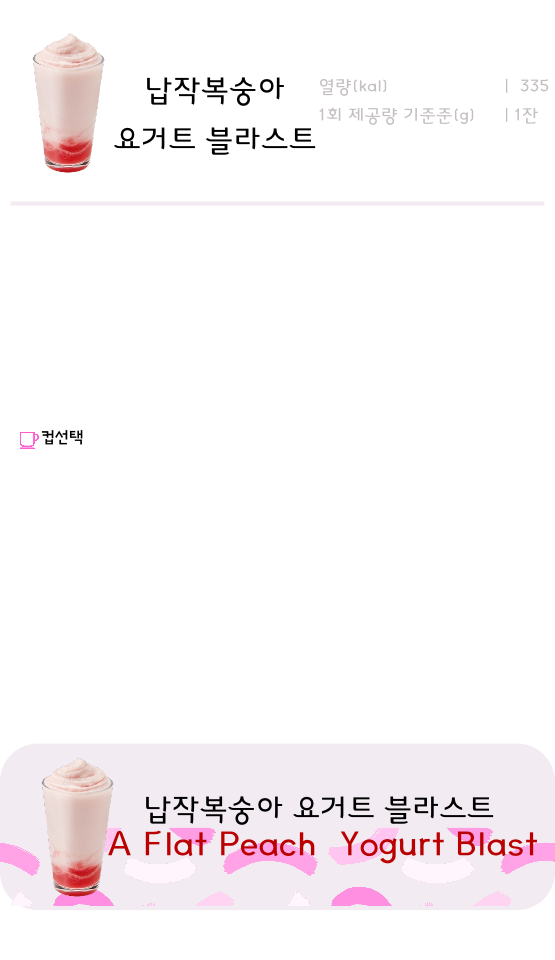 납작복숭아
요거트 블라스트
열량(kal) | 335
1회 제공량 기준준(g) | 1잔
컵선택
납작복숭아 요거트 블라스트
A Flat Peach Yogurt Blast